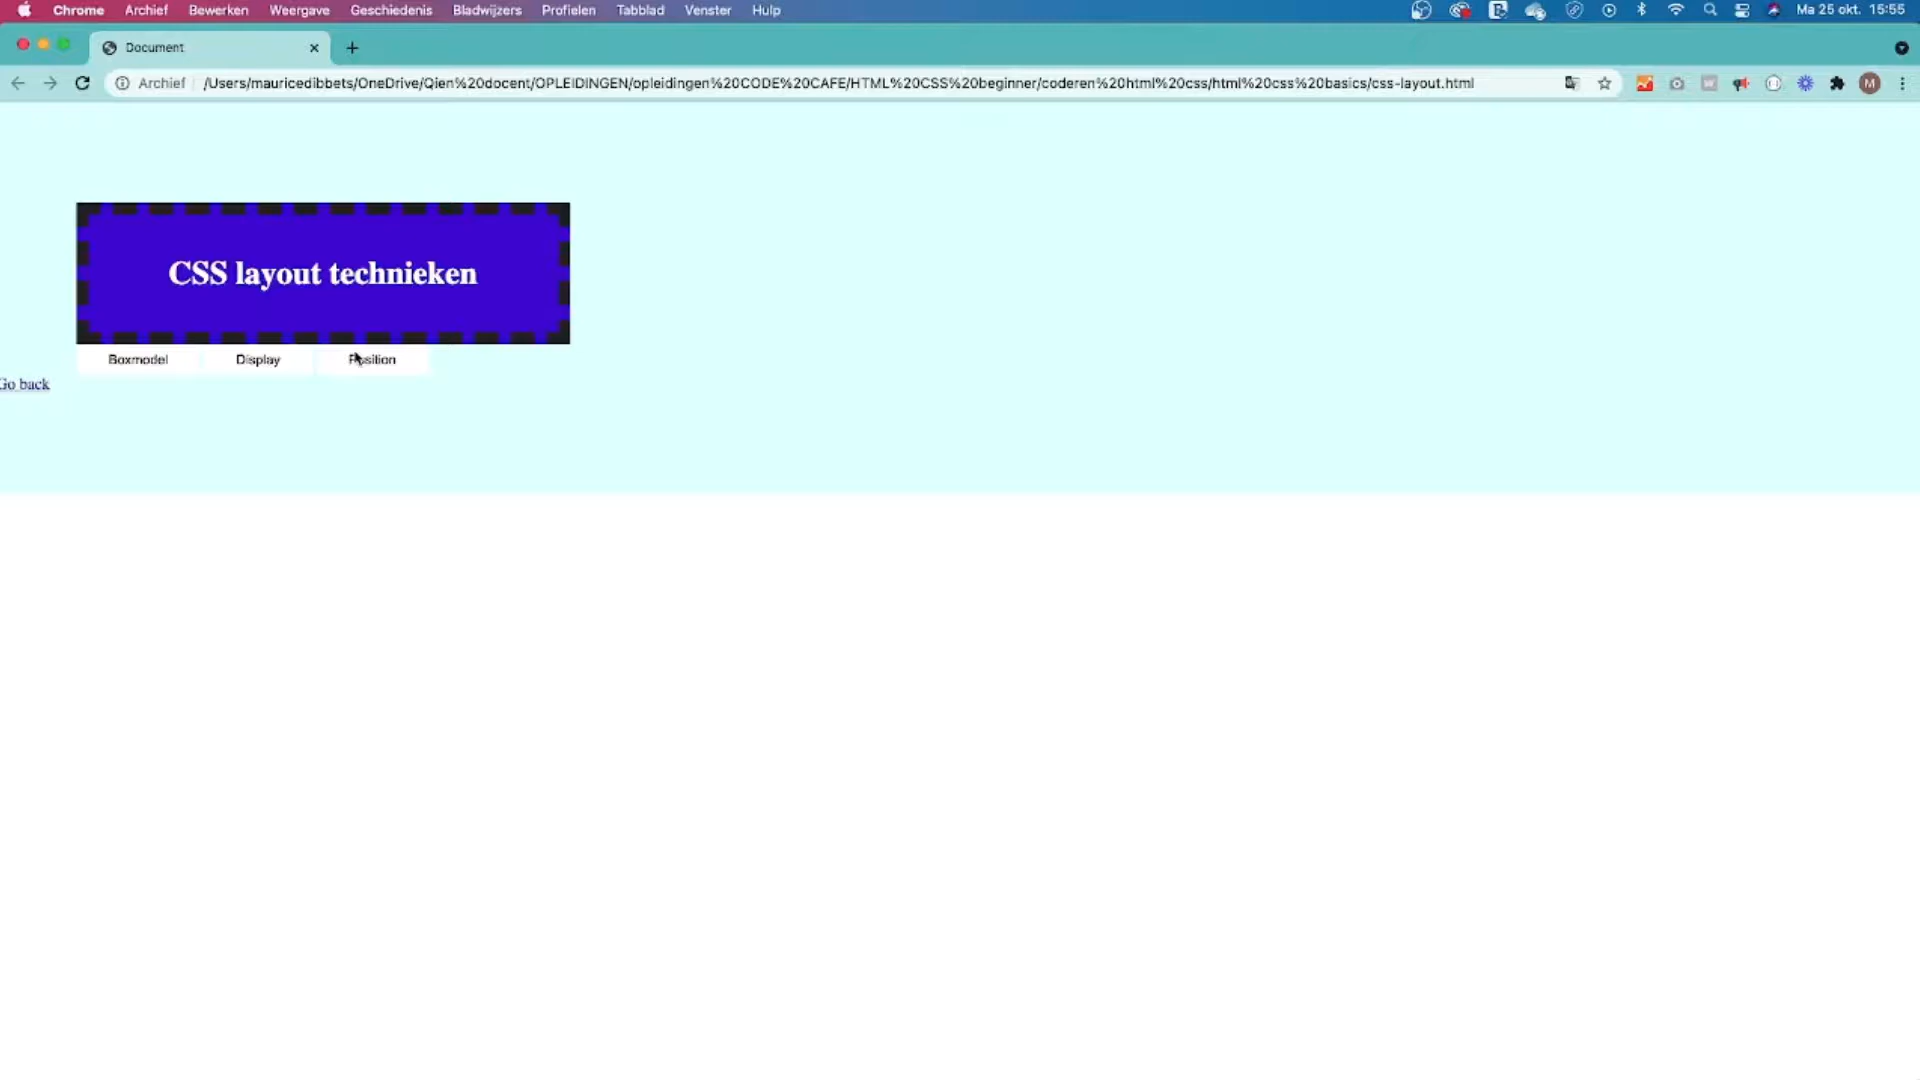 Chrome Archief Bewerken Weergave Geschiedenis Bladwijzers Profielen Tabblad Venster Hulp Ma 25 okt. 15:55
Document
Archief /Users/mauricedibbets/OneDrive/Qien%20docent/OPLEIDINGEN/opleidingen%20CODE%20CAFE/HTML%20CSS%20beginner/coderen%20html%20css/html%20css%20basics/css-layout.html M
CSS layout technieken
Boxmodel Display Position
Go back